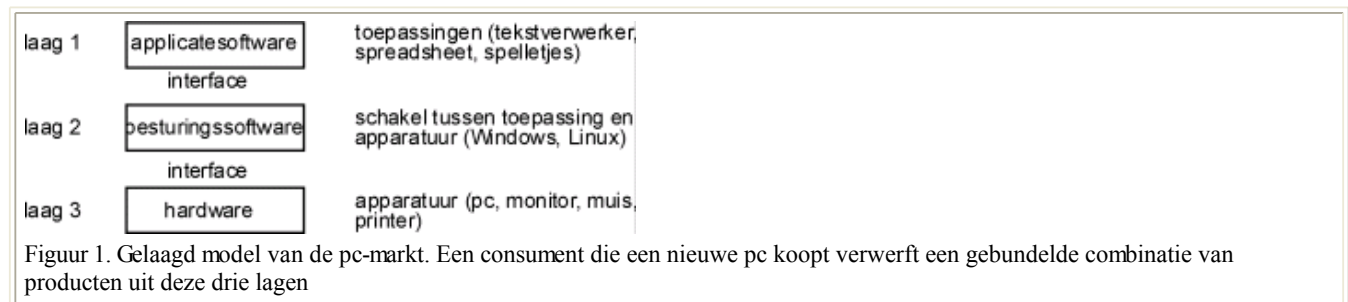 laag 1 applicatesoftware toepassingen (tekstverwerker,
spreadsheet, spelletjes)
interface
laag 2 besturingssoftware schakel tussen toepassing en
apparatuur (Windows, Linux)
interface
laag 3 hardware apparatuur (pc, monitor, muis,
printer)
Figuur 1. Gelaagd model van de pc-markt. Een consument die een nieuwe pc koopt verwerft een gebundelde combinatie van
producten uit deze drie lagen